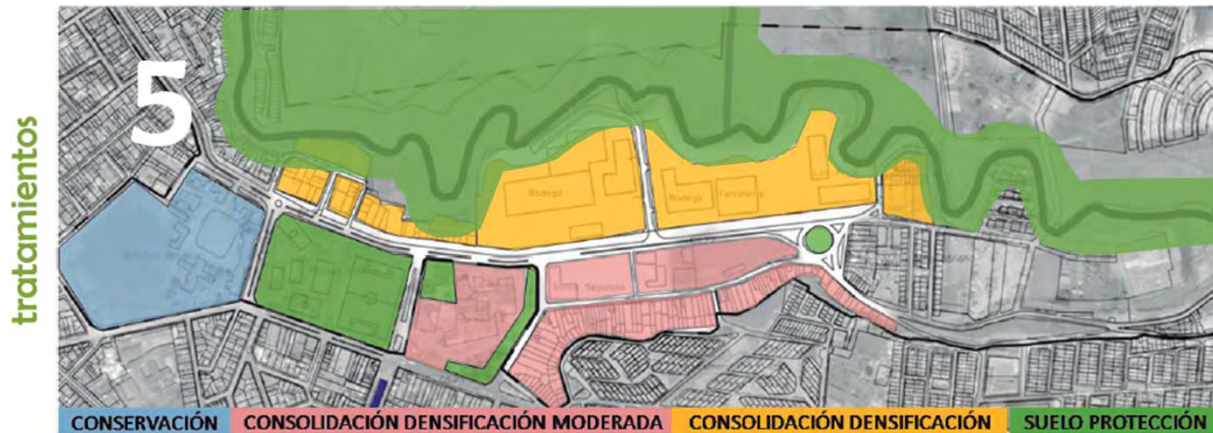 tratamientos
5
Bodega
Bodega
Ferretería
CONSERVACIÓN
CONSOLIDACIÓN DENSIFICACIÓN MODERADA
CONSOLIDACIÓN DENSIFICACIÓN
SUELO PROTECCIÓN